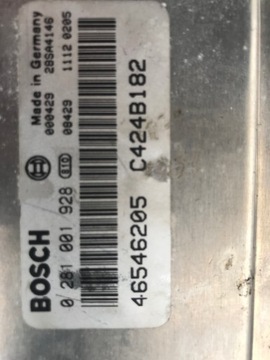 Made in Germany
000429 28SA4146
08429 1112 0205
BOSCH
0 281 001 928
46546205 C424B182